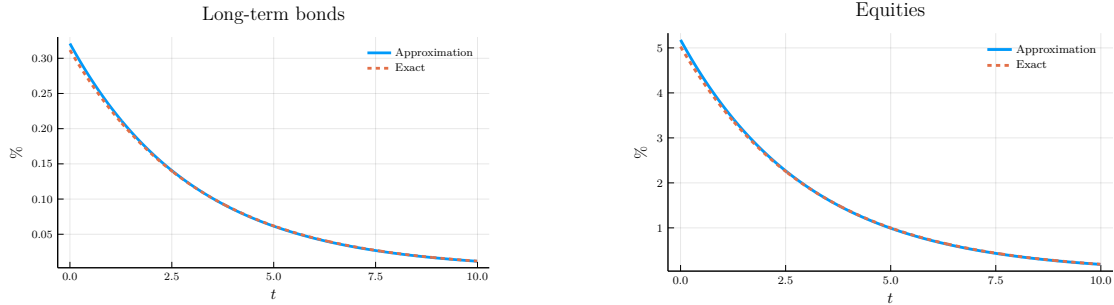 Long-term bonds
%
0.30
0.25
0.20
0.15
0.10
0.05
Approximation
Exact
0.0 2.5 5.0 7.5 10.0
t
Equities
%
5
4
3
2
1
Approximation
Exact
0.0 2.5 5.0 7.5 10.0
t